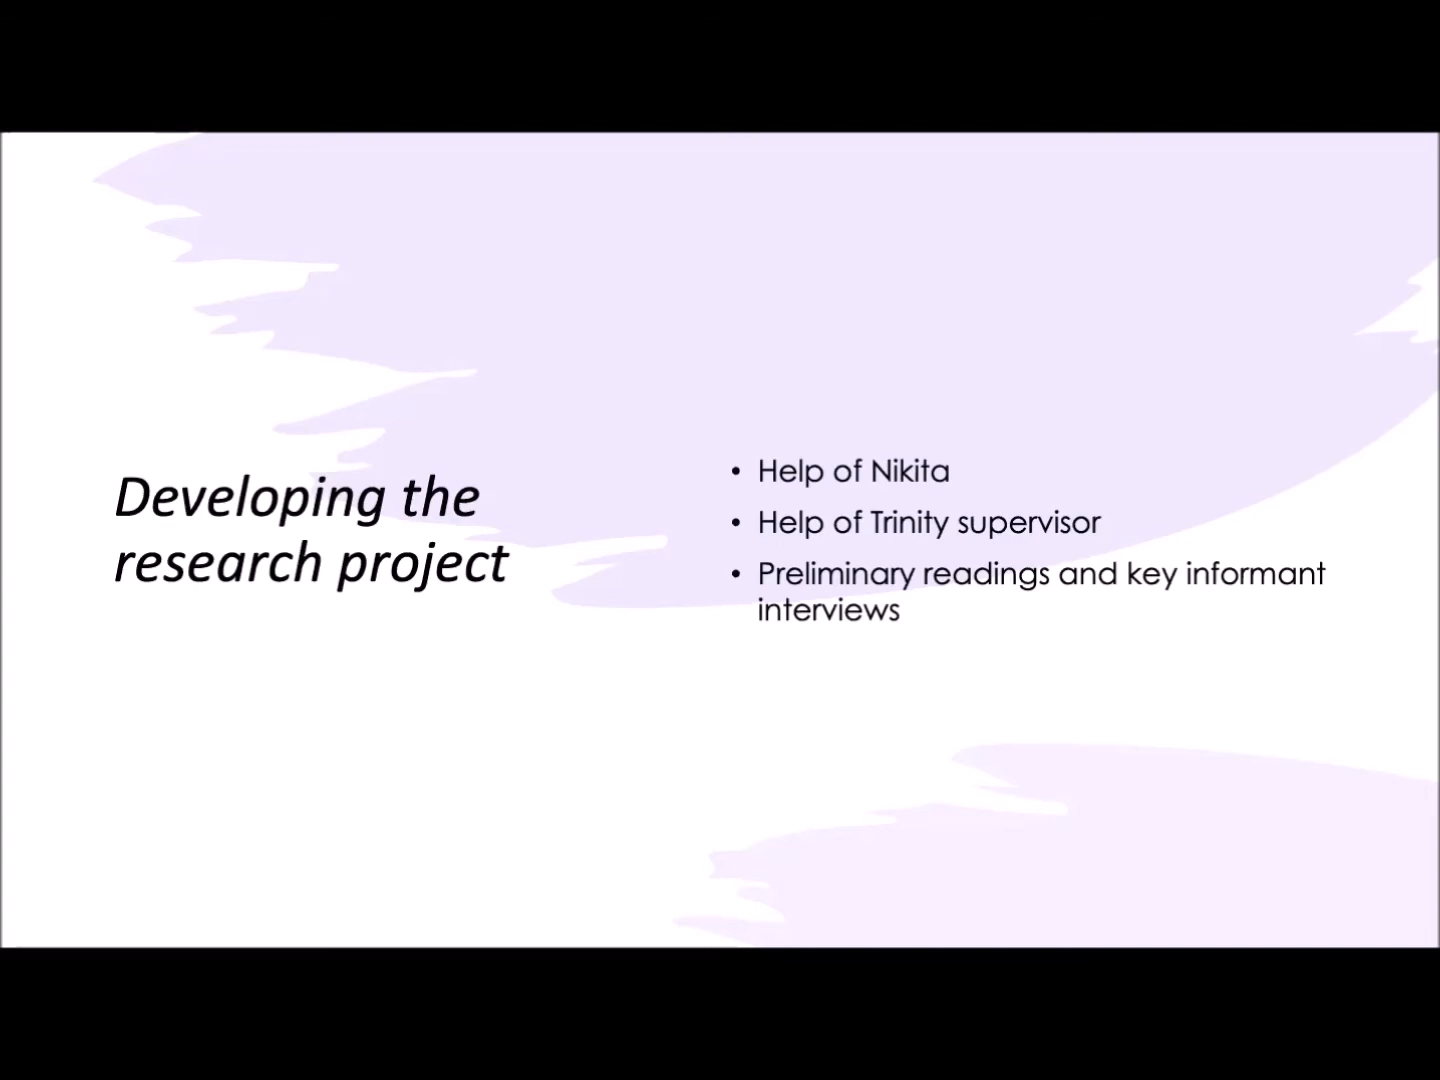 Developing the
research project
• Help of Nikita
• Help of Trinity supervisor
• Preliminary readings and key informant
interviews